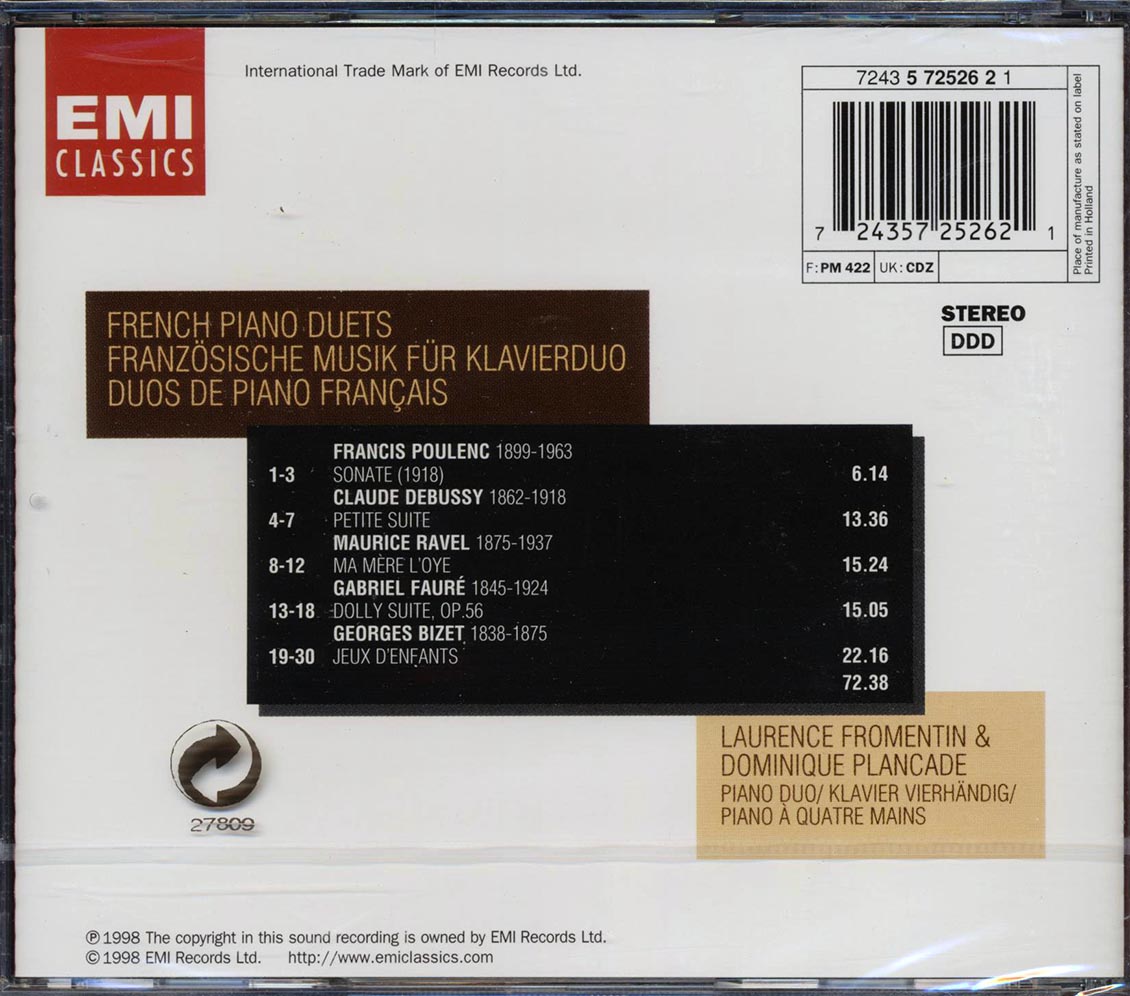 EMI
CLASSICS
International Trade Mark of EMI Records Ltd.
7243 5 72526 2 1
7 24357 25262 1
F: PM 422 UK: CDZ
Place of manufacture as stated on label
Printed in Holland
STEREO
DDD
FRENCH PIANO DUETS
FRANZÖSISCHE MUSIK FÜR KLAVIERDUO
DUOS DE PIANO FRANÇAIS
FRANCIS POULENC 1899-1963
1-3 SONATE (1918) 6.14
CLAUDE DEBUSSY 1862-1918
4-7 PETITE SUITE 13.36
MAURICE RAVEL 1875-1937
8-12 MA MÈRE L'OYE 15.24
GABRIEL FAURÉ 1845-1924
13-18 DOLLY SUITE, OP.56 15.05
GEORGES BIZET 1838-1875
19-30 JEUX D'ENFANTS 22.16
72.38
LAURENCE FROMENTIN &
DOMINIQUE PLANCADE
PIANO DUO/ KLAVIER VIERHÄNDIG/
PIANO À QUATRE MAINS
27809
℗ 1998 The copyright in this sound recording is owned by EMI Records Ltd.
© 1998 EMI Records Ltd. http://www.emiclassics.com